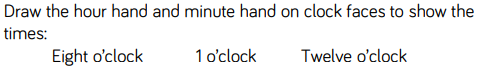 Draw the hour hand and minute hand on clock faces to show the
times:
Eight o'clock 1 o'clock Twelve o'clock